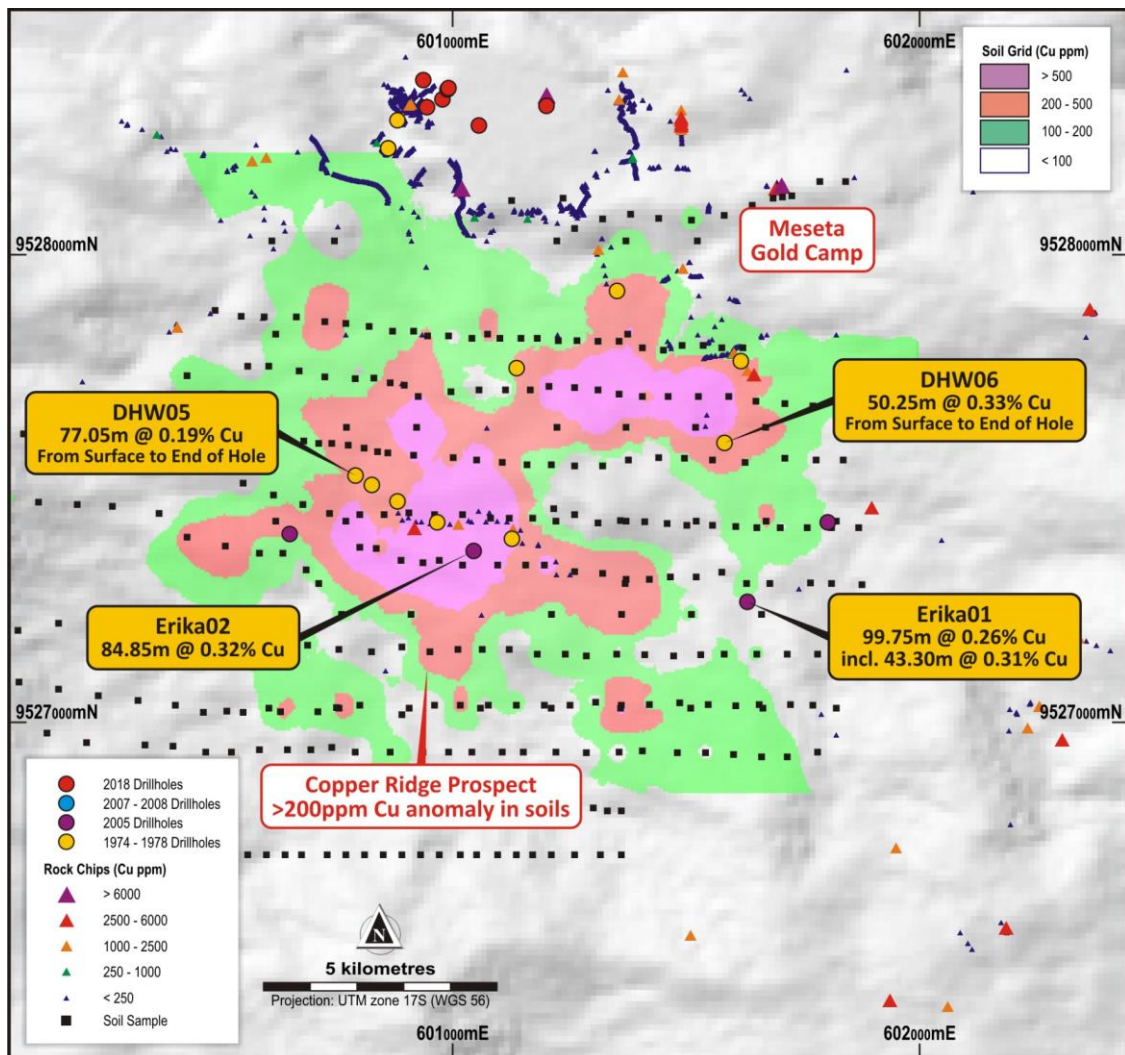 601000mE
602000mE
Soil Grid (Cu ppm)
> 500
200 - 500
100 - 200
< 100
Meseta
Gold Camp
9528000mN
9528000mN
DHW05
77.05m @ 0.19% Cu
From Surface to End of Hole
DHW06
50.25m @ 0.33% Cu
From Surface to End of Hole
Erika02
84.85m @ 0.32% Cu
Erika01
99.75m @ 0.26% Cu
incl. 43.30m @ 0.31% Cu
9527000mN
9527000mN
Copper Ridge Prospect
>200ppm Cu anomaly in soils
2018 Drillholes
2007 - 2008 Drillholes
2005 Drillholes
1974 - 1978 Drillholes
Rock Chips (Cu ppm)
> 6000
2500 - 6000
1000 - 2500
250 - 1000
< 250
Soil Sample
N
5 kilometres
Projection: UTM zone 17S (WGS 56)
601000mE
602000mE